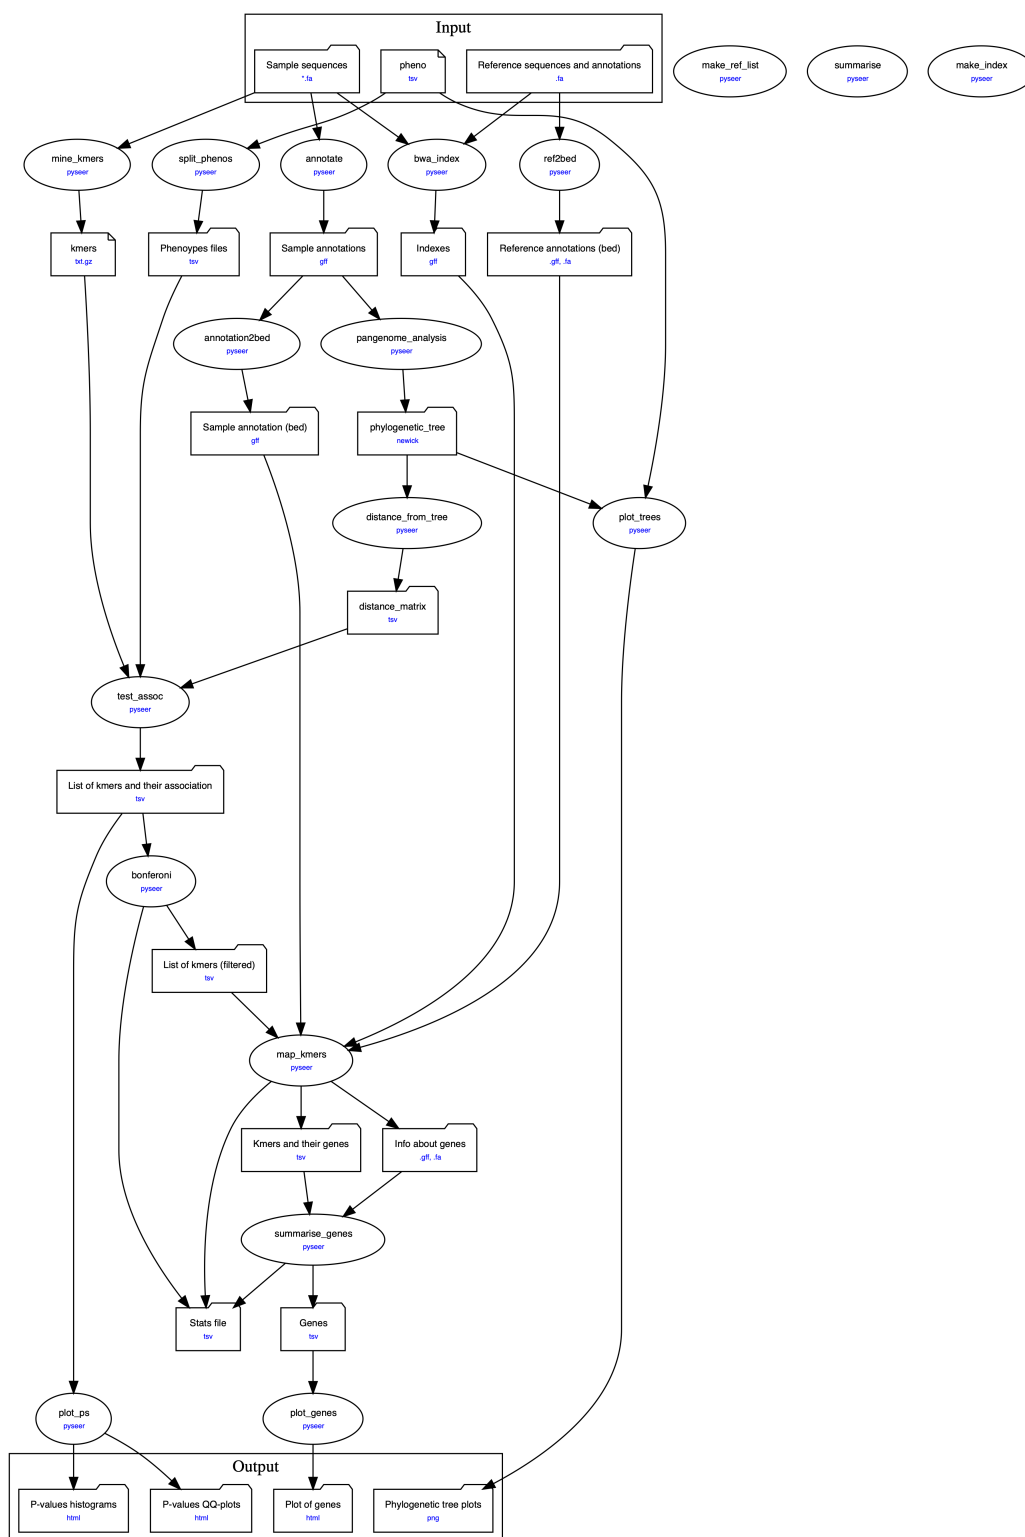 Input
Sample sequences
*.fa
pheno
tsv
Reference sequences and annotations
.fa
make_ref_list
pyseer
summarise
pyseer
make_index
pyseer
mine_kmers
pyseer
split_phenos
pyseer
annotate
pyseer
bwa_index
pyseer
ref2bed
pyseer
kmers
txt.gz
Phenoypes files
tsv
Sample annotations
gff
Indexes
gff
Reference annotations (bed)
.gff, .fa
annotation2bed
pyseer
pangenome_analysis
pyseer
Sample annotation (bed)
gff
phylogenetic_tree
newick
distance_from_tree
pyseer
plot_trees
pyseer
distance_matrix
tsv
test_assoc
pyseer
List of kmers and their association
tsv
bonferoni
pyseer
List of kmers (filtered)
tsv
map_kmers
pyseer
Kmers and their genes
tsv
Info about genes
.gff, .fa
summarise_genes
pyseer
Stats file
tsv
Genes
tsv
plot_ps
pyseer
plot_genes
pyseer
Output
P-values histograms
html
P-values QQ-plots
html
Plot of genes
html
Phylogenetic tree plots
png